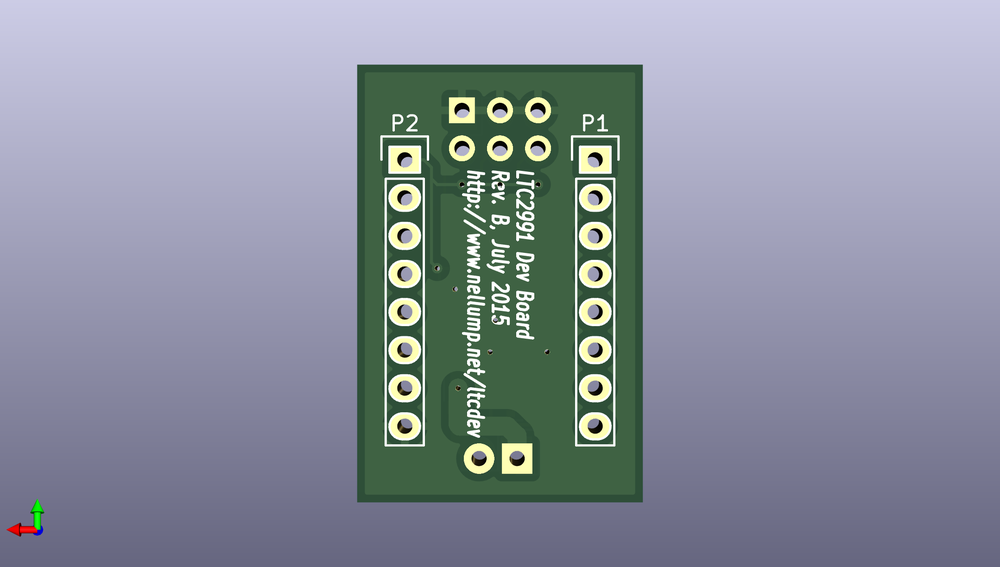 P2
P1
LTC2991 Dev Board
Rev. B, July 2015
http://www.nellump.net/ltcdev